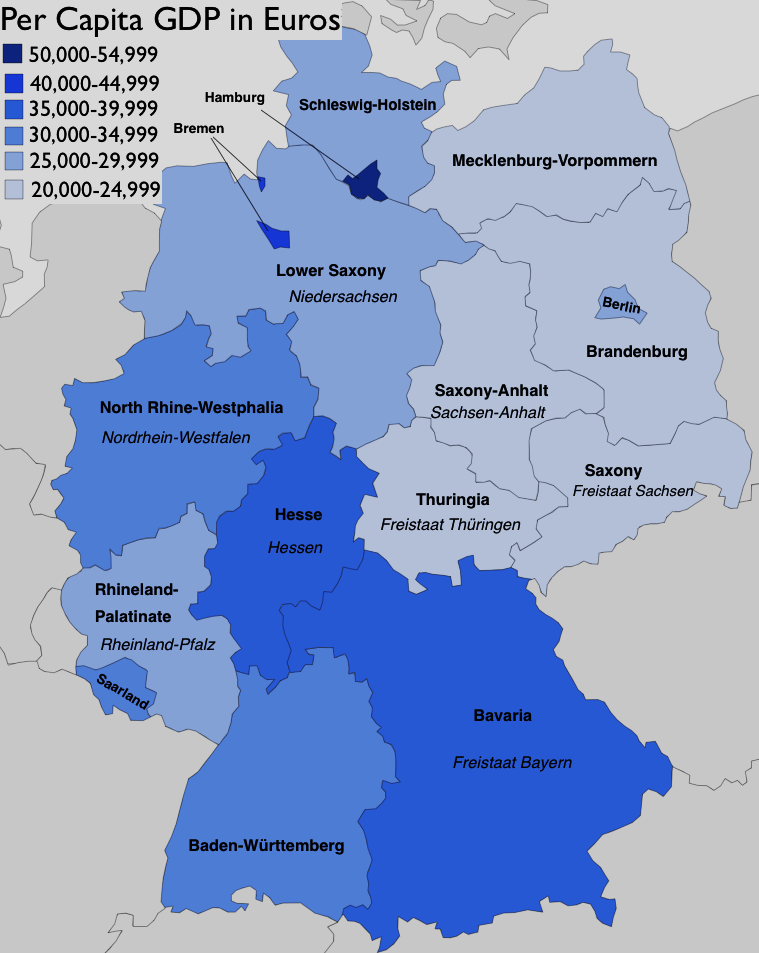 Per Capita GDP in Euros
50,000-54,999
40,000-44,999
35,000-39,999
30,000-34,999
25,000-29,999
20,000-24,999
Hamburg
Bremen
Schleswig-Holstein
Mecklenburg-Vorpommern
Lower Saxony
Niedersachsen
Berlin
Brandenburg
Saxony-Anhalt
Sachsen-Anhalt
North Rhine-Westphalia
Nordrhein-Westfalen
Saxony
Freistaat Sachsen
Thuringia
Freistaat Thüringen
Hesse
Hessen
Rhineland-
Palatinate
Rheinland-Pfalz
Saarland
Bavaria
Freistaat Bayern
Baden-Württemberg